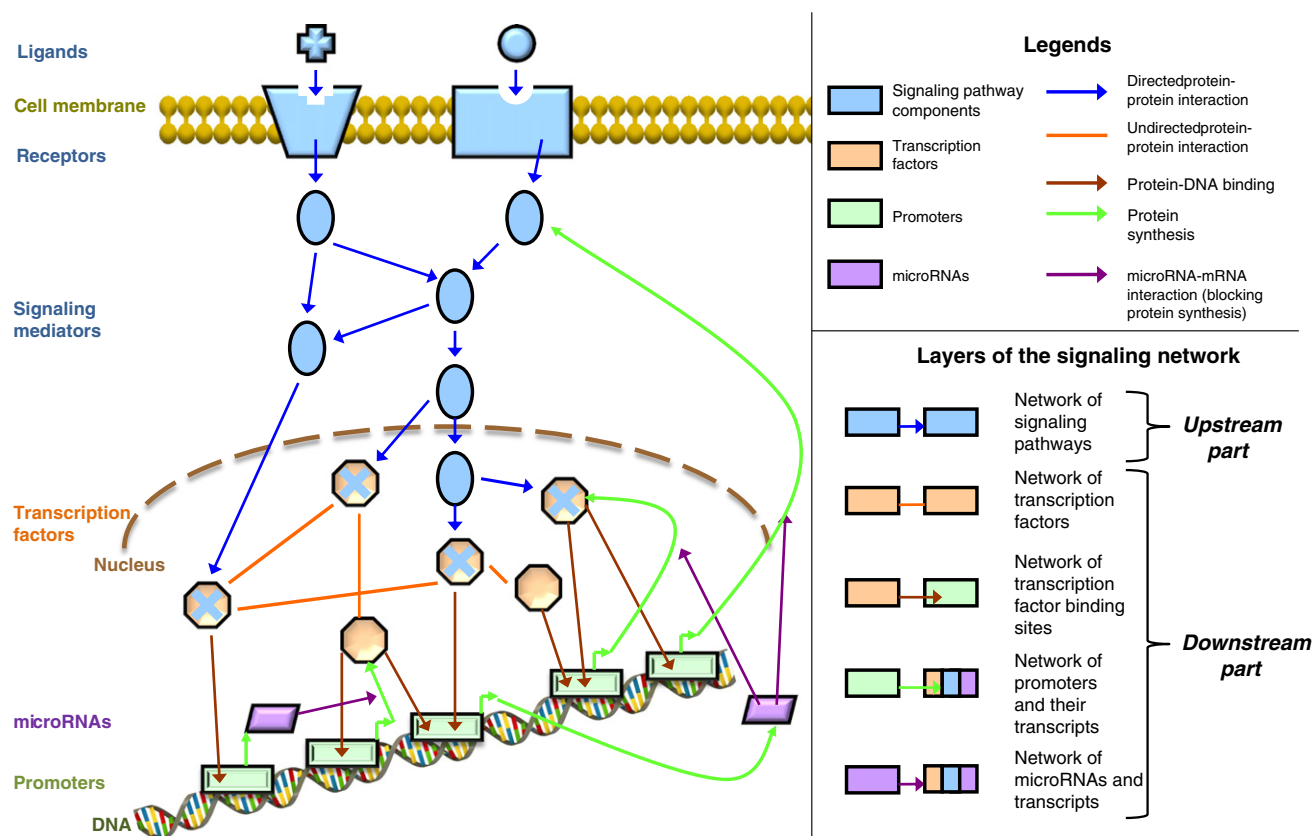 Ligands
Cell membrane
Receptors
Signaling
mediators
Transcription
factors
Nucleus
microRNAs
Promoters
DNA
Legends
Signaling pathway
components
Transcription
factors
Promoters
microRNAs
Directedprotein-
protein interaction
Undirectedprotein-
protein interaction
Protein-DNA binding
Protein
synthesis
microRNA-mRNA
interaction (blocking
protein synthesis)
Layers of the signaling network
Network of
signaling
pathways
Upstream
part
Network of
transcription
factors
Network of
transcription
factor binding
sites
Downstream
part
Network of
promoters
and their
transcripts
Network of
microRNAs and
transcripts